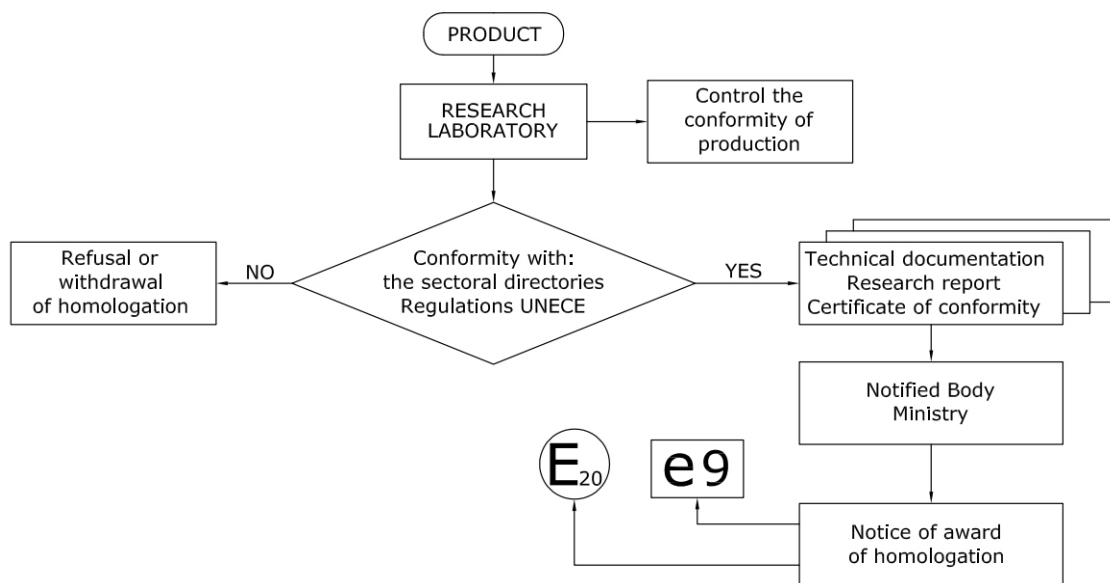 PRODUCT
RESEARCH
LABORATORY
Control the
conformity of
production
Conformity with:
the sectoral directives
Regulations UNECE
NO
Refusal or
withdrawal
of homologation
YES
Technical documentation
Research report
Certificate of conformity
Notified Body
Ministry
E20
e9
Notice of award
of homologation